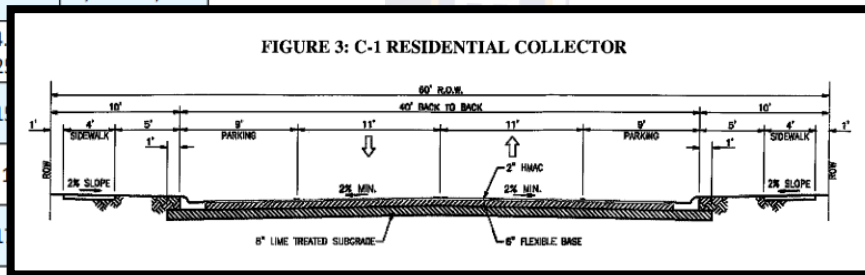 FIGURE 3: C-1 RESIDENTIAL COLLECTOR
60' R.O.W.
10' 40' BACK TO BACK 10'
1' 4' 5' 9' 11' 11' 9' 5' 4' 1'
SIDEWALK PARKING PARKING SIDEWALK
1' 1'
ROW ROW
2" HMAC
2% SLOPE 2% MIN. 2% MIN. 2% SLOPE
8" LIME TREATED SUBGRADE 6" FLEXIBLE BASE